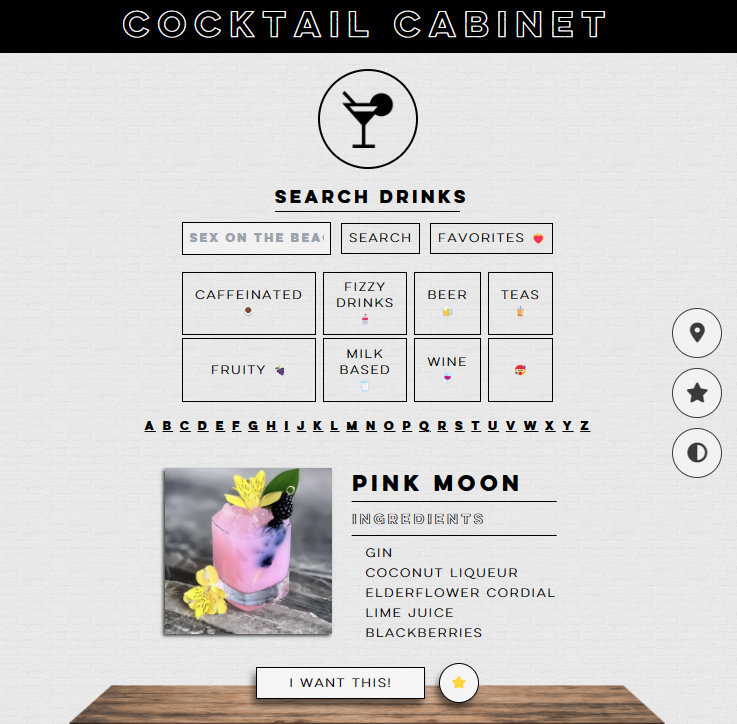 COCKTAIL CABINET
SEARCH DRINKS
SEX ON THE BEA
SEARCH
FAVORITES
CAFFEINATED
FIZZY
DRINKS
BEER
TEAS
FRUITY
MILK
BASED
WINE
A B C D E F G H I J K L M N O P Q R S T U V W X Y Z
PINK MOON
INGREDIENTS
GIN
COCONUT LIQUEUR
ELDERFLOWER CORDIAL
LIME JUICE
BLACKBERRIES
I WANT THIS!